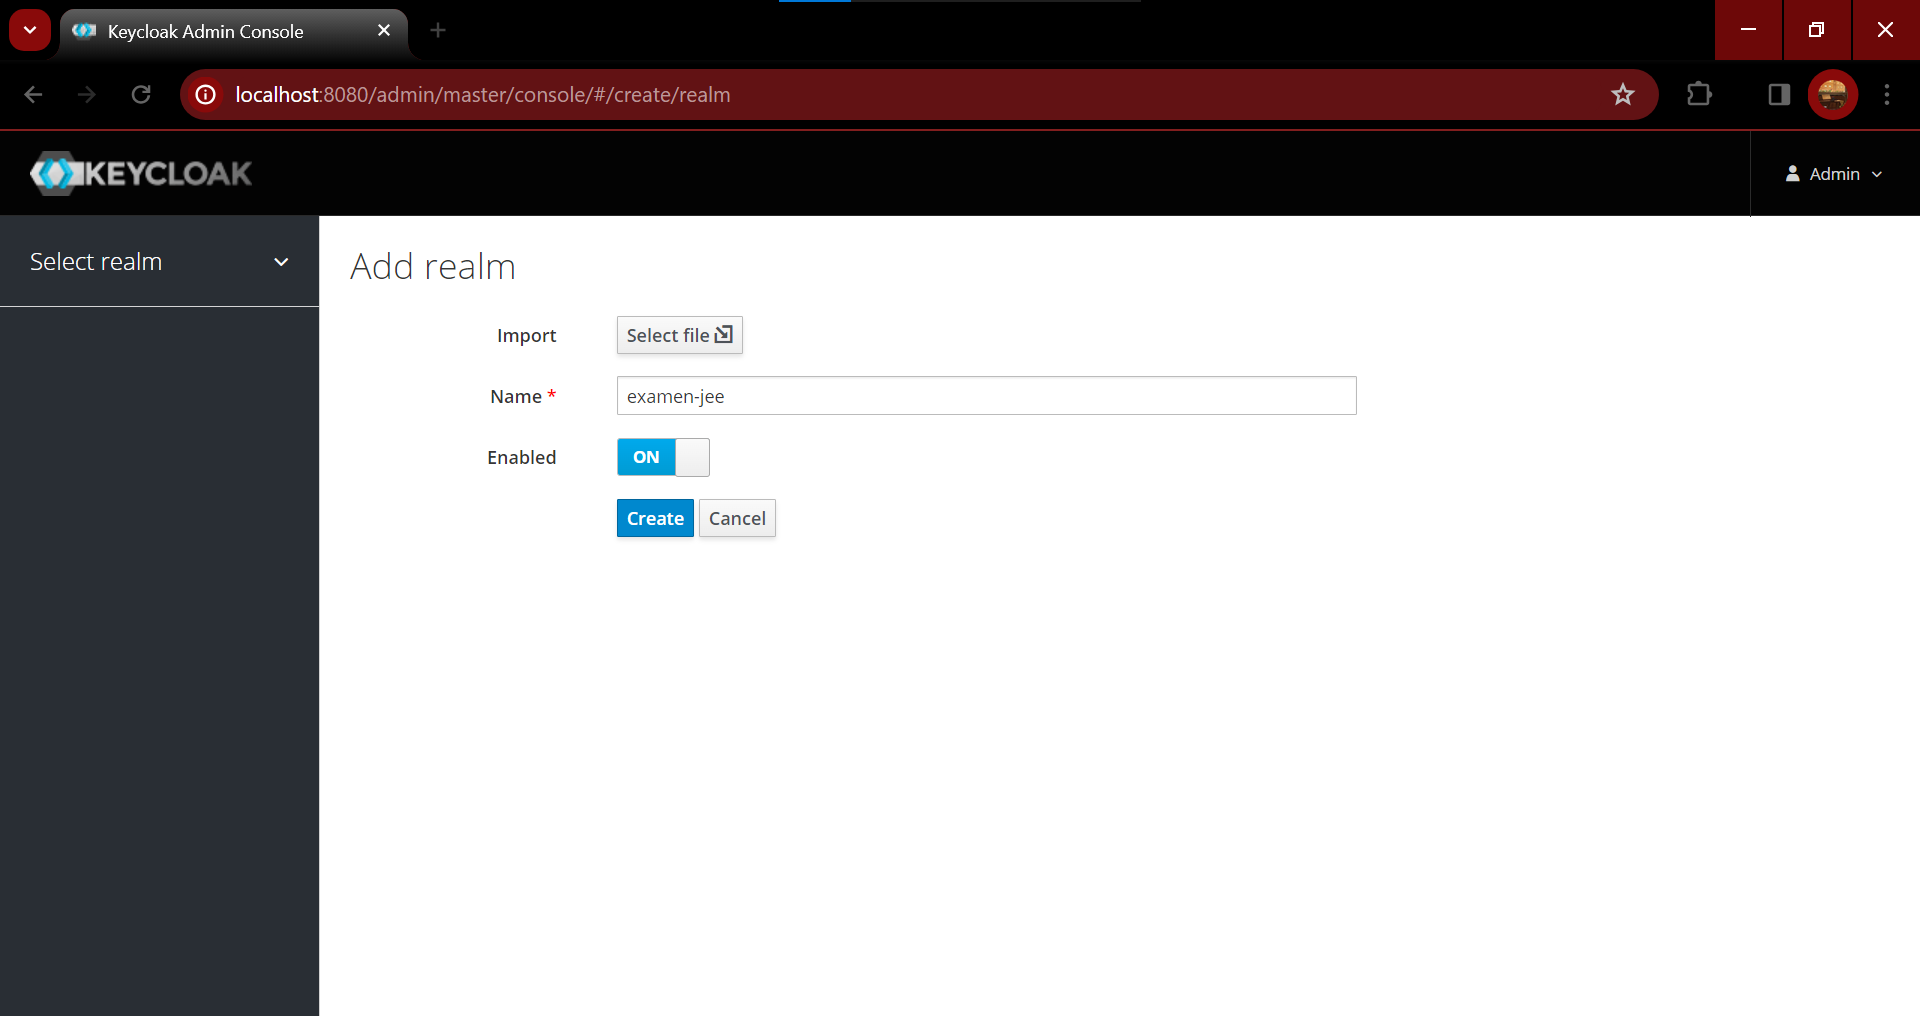 Keycloak Admin Console
localhost:8080/admin/master/console/#/create/realm
KEYCLOAK
Admin
Select realm
Add realm
Import
Select file
Name *
examen-jee
Enabled
ON
Create
Cancel